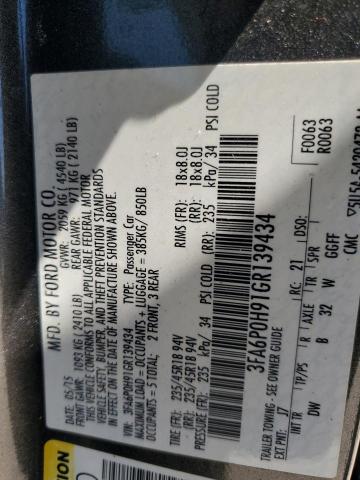 MFD. BY FORD MOTOR CO.
05/15 GVWR: 2059 KG (4540 LB)
FRONT GAWR: 1093 KG (2410 LB) REAR GAWR: 971 KG (2140 LB)
THIS VEHICLE CONFORMS TO ALL APPLICABLE FEDERAL MOTOR
VEHICLE SAFETY, BUMPER, AND THEFT PREVENTION STANDARDS
IN EFFECT ON THE DATE OF MANUFACTURE SHOWN ABOVE.
VIN: 3FA6P0H91GR139434 TYPE: Passenger Car
MAXIMUM LOAD=OCCUPANTS + LUGGAGE = 385KG/ 850LB
OCCUPANTS = 5 TOTAL: 2 FRONT, 3 REAR
TIRE (FR): 235/45R18 94V RIMS (FR): 18x8.0J
(RR): 235/45R18 94V (RR): 18x8.0J
PRESSURE (FR): 235 kPa/ 34 PSI COLD
(RR): 235 kPa/ 34 PSI COLD
3FA6P0H91GR139434
TRAILER TOWING - SEE OWNER GUIDE
EXT PNT: J7 RC: 21 DSO: F0063
R0063
INT TR TP/PS R AXLE TR SPR
DW B 32 W GGFF
CNC